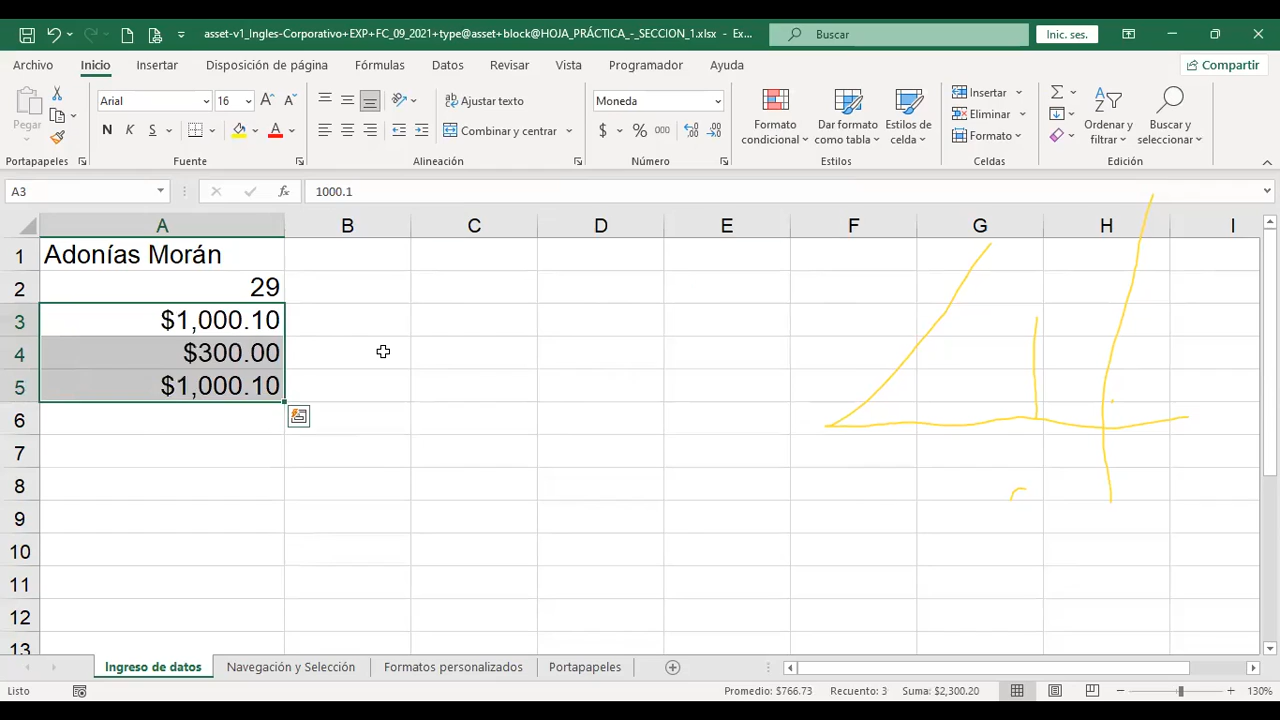 asset-v1_Ingles-Corporativo+EXP+FC_09_2021+type@asset+block@HOJA_PRÁCTICA_-_SECCION_1.xlsx - Ex...
Buscar
Inic. ses.
Archivo Inicio Insertar Disposición de página Fórmulas Datos Revisar Vista Programador Ayuda Compartir
Pegar
Arial 16
N K S
Ajustar texto
Combinar y centrar
Moneda
$ % 000
Formato condicional
Dar formato como tabla
Estilos de celda
Insertar
Eliminar
Formato
Ordenar y filtrar
Buscar y seleccionar
Portapapeles Fuente Alineación Número Estilos Celdas Edición
A3 fx 1000.1
A B C D E F G H I
1 Adonías Morán
2 29
3 $1,000.10
4 $300.00
5 $1,000.10
6
7
8
9
10
11
12
13
Ingreso de datos Navegación y Selección Formatos personalizados Portapapeles
Listo Promedio: $766.73 Recuento: 3 Suma: $2,300.20 130%